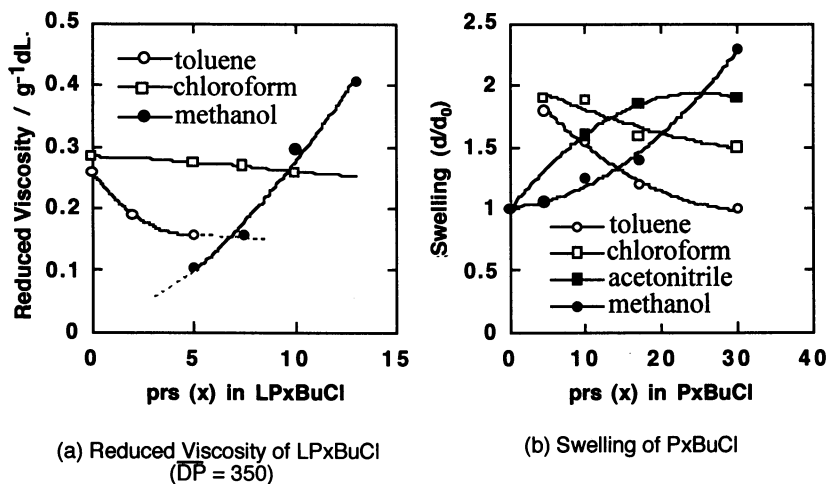 0.5
0.4
0.3
0.2
0.1
0
Reduced Viscosity / g⁻¹dL.
toluene
chloroform
methanol
0 5 10 15
prs (x) in LPxBuCl
(a) Reduced Viscosity of LPxBuCl
(D̅P̅ = 350)
2.5
2
1.5
1
0.5
0
Swelling (d/d₀)
toluene
chloroform
acetonitrile
methanol
0 10 20 30 40
prs (x) in PxBuCl
(b) Swelling of PxBuCl